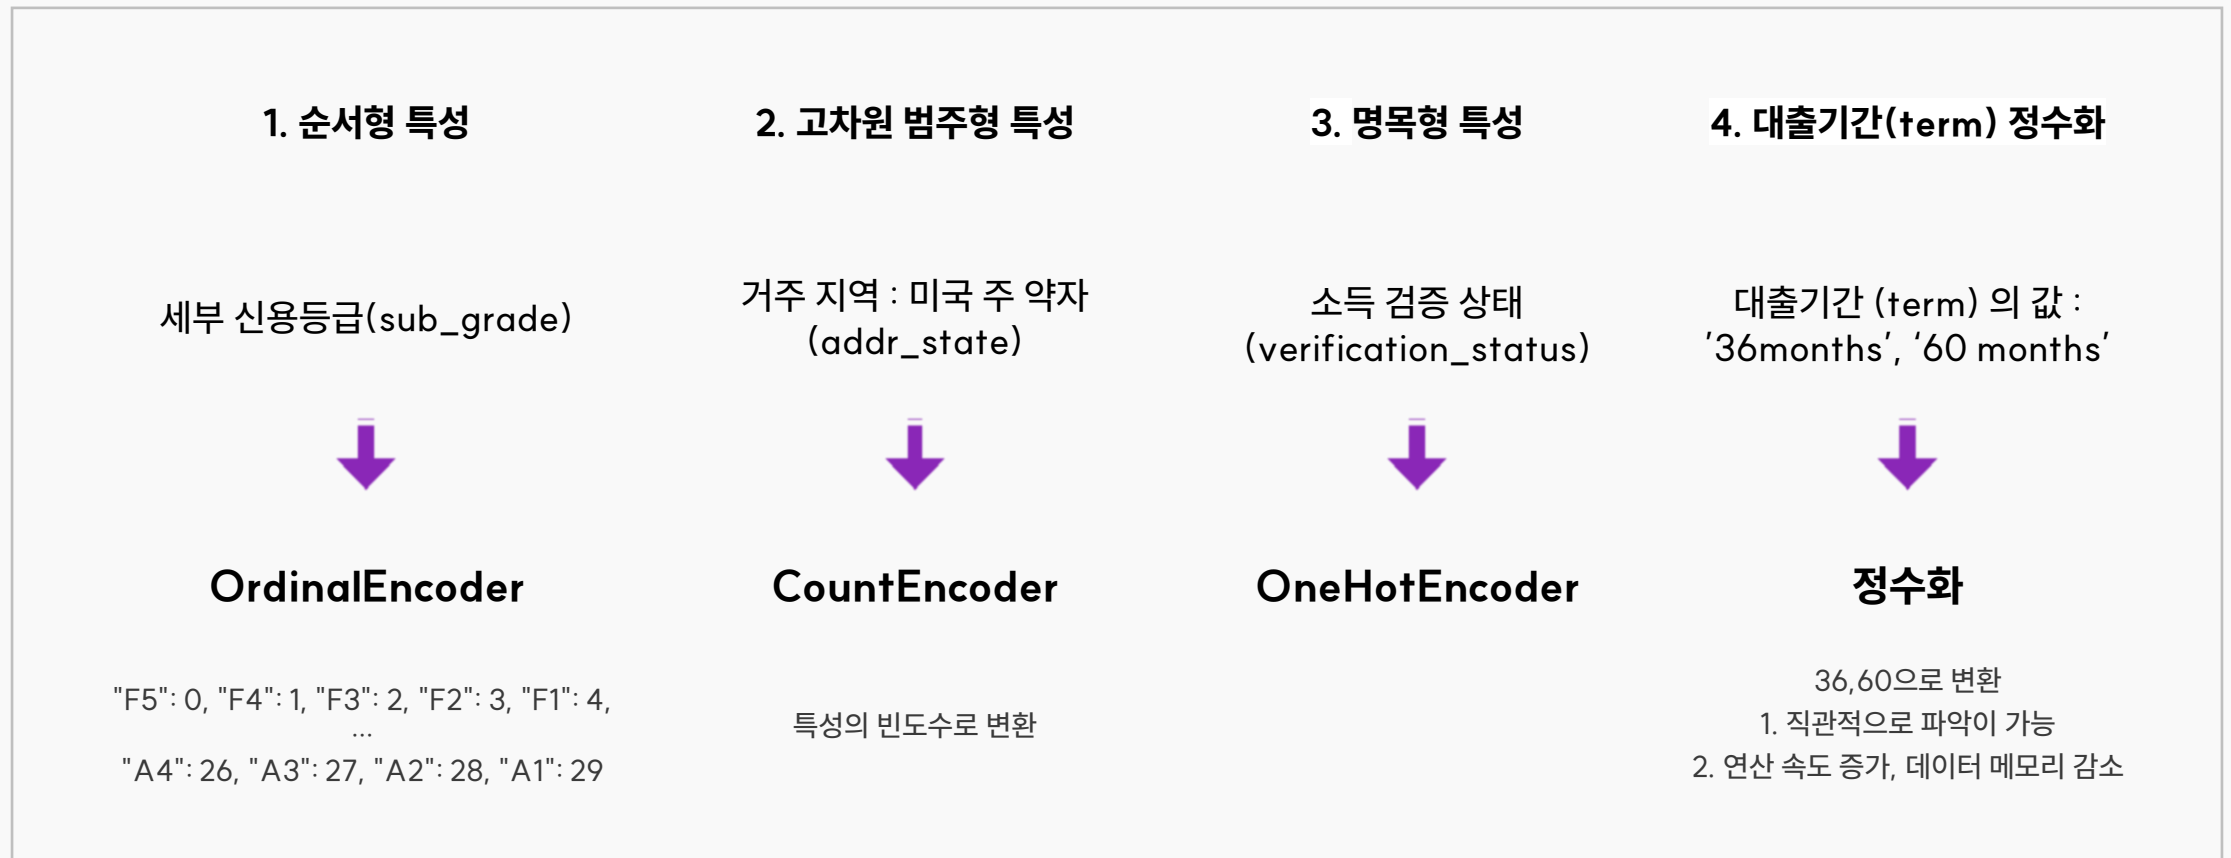 1. 순서형 특성
세부 신용등급(sub_grade)
OrdinalEncoder
"F5": 0, "F4": 1, "F3": 2, "F2": 3, "F1": 4,
...
"A4": 26, "A3": 27, "A2": 28, "A1": 29
2. 고차원 범주형 특성
거주 지역 : 미국 주 약자
(addr_state)
CountEncoder
특성의 빈도수로 변환
3. 명목형 특성
소득 검증 상태
(verification_status)
OneHotEncoder
4. 대출기간(term) 정수화
대출기간 (term) 의 값 :
’36months’, ‘60 months’
정수화
36,60으로 변환
1. 직관적으로 파악이 가능
2. 연산 속도 증가, 데이터 메모리 감소